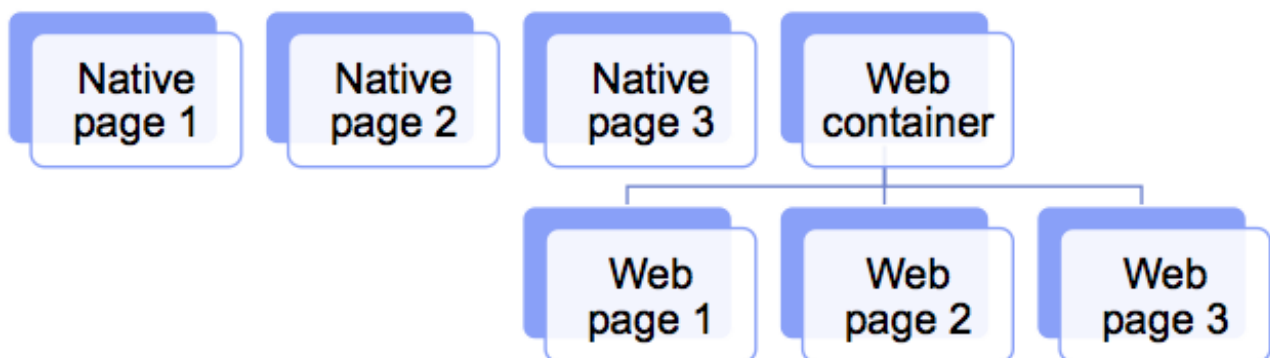 Native
page 1
Native
page 2
Native
page 3
Web
container
Web
page 1
Web
page 2
Web
page 3